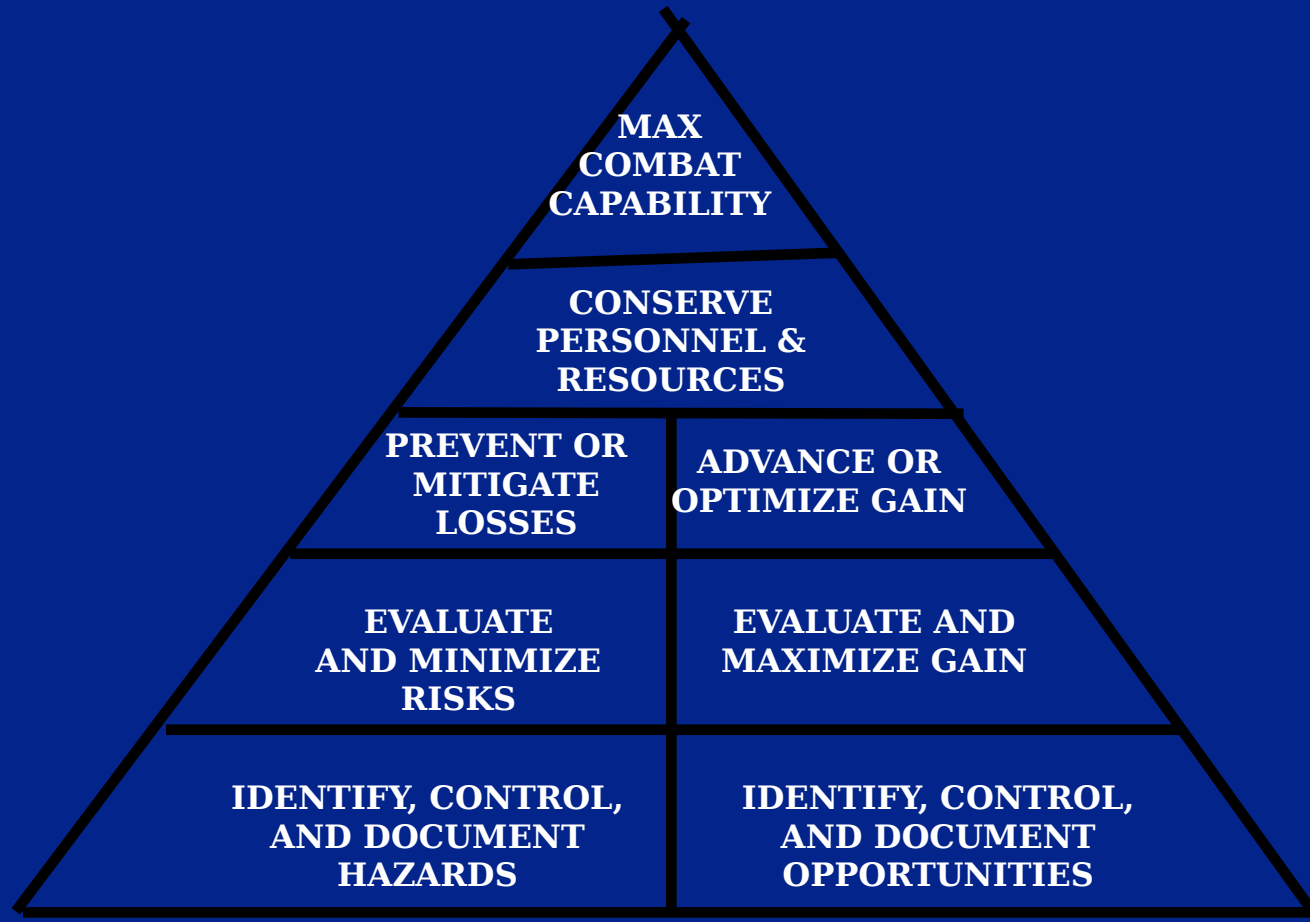 MAX
COMBAT
CAPABILITY
CONSERVE
PERSONNEL &
RESOURCES
PREVENT OR
MITIGATE
LOSSES
ADVANCE OR
OPTIMIZE GAIN
EVALUATE
AND MINIMIZE
RISKS
EVALUATE AND
MAXIMIZE GAIN
IDENTIFY, CONTROL,
AND DOCUMENT
HAZARDS
IDENTIFY, CONTROL,
AND DOCUMENT
OPPORTUNITIES